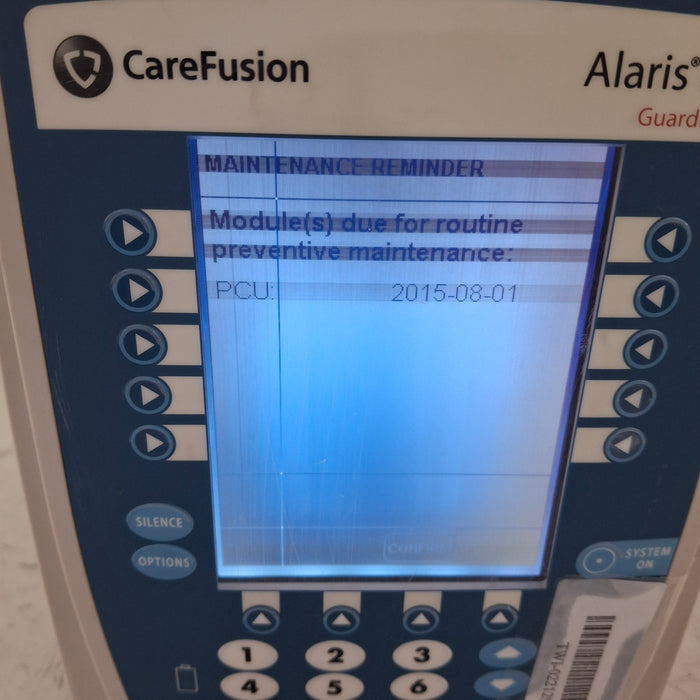 CareFusion
Alaris®
Guard
MAINTENANCE REMINDER
Module(s) due for routine
preventive maintenance:
PCU: 2015-08-01
SILENCE
OPTIONS
SYSTEM
ON
1 2 3
4 5 6